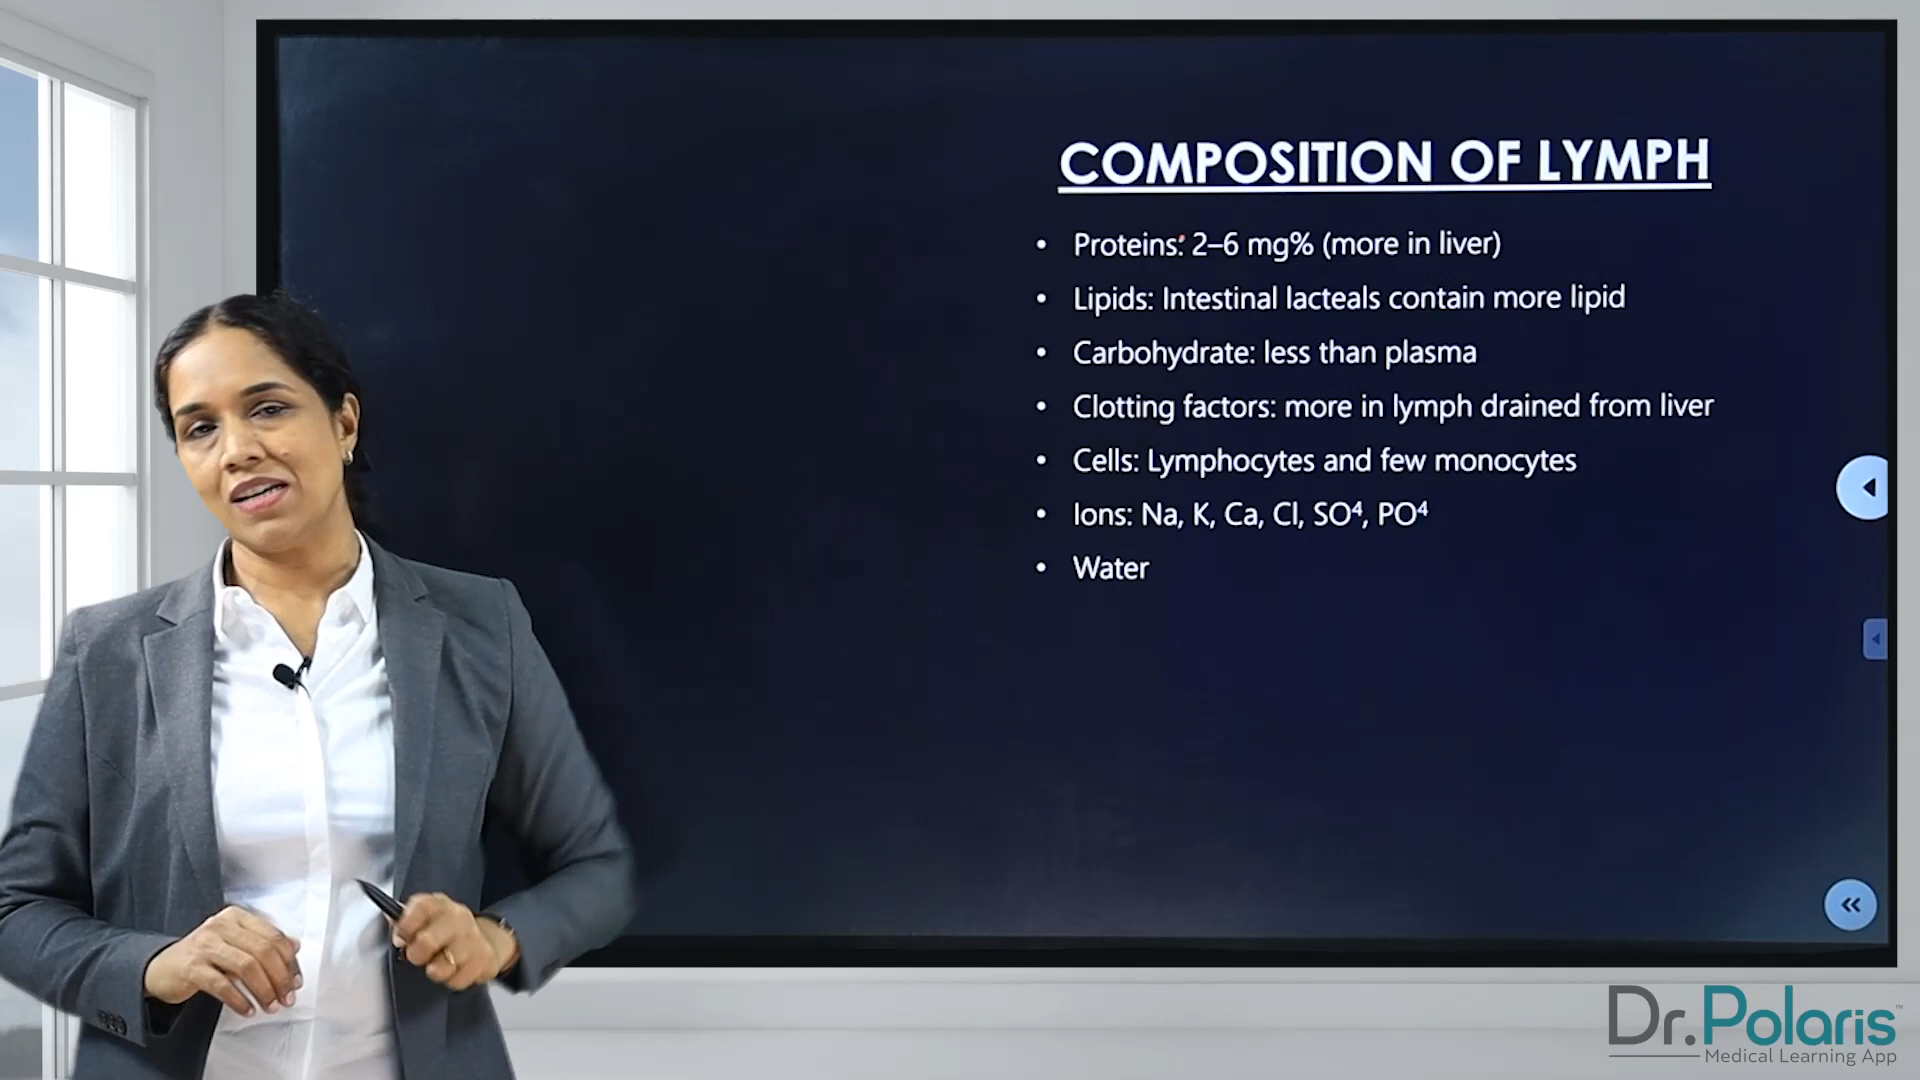 COMPOSITION OF LYMPH
• Proteins: 2–6 mg% (more in liver)
• Lipids: Intestinal lacteals contain more lipid
• Carbohydrate: less than plasma
• Clotting factors: more in lymph drained from liver
• Cells: Lymphocytes and few monocytes
• Ions: Na, K, Ca, Cl, SO⁴, PO⁴
• Water
Dr.Polaris™
Medical Learning App